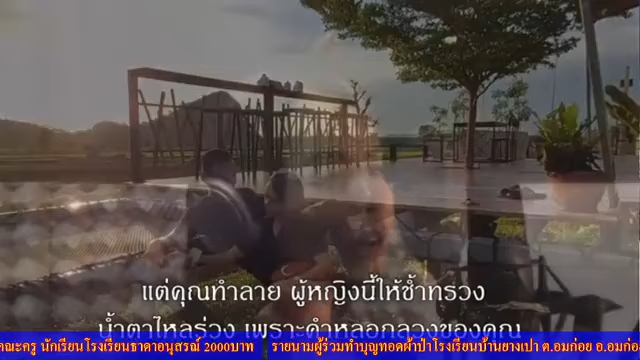 แต่คุณทำลาย ผู้หญิงนี้ให้ช้ำทรวง
น้ำตาไหลร่วง เพราะคำหลอกลวงของคุณ
คณะครู นักเรียนโรงเรียนธาดาอนุสรณ์ 2000บาท รายนามผู้ร่วมทำบุญทอดผ้าป่าโรงเรียนบ้านยางเปา ต.อมก๋อย อ.อมก๋อ